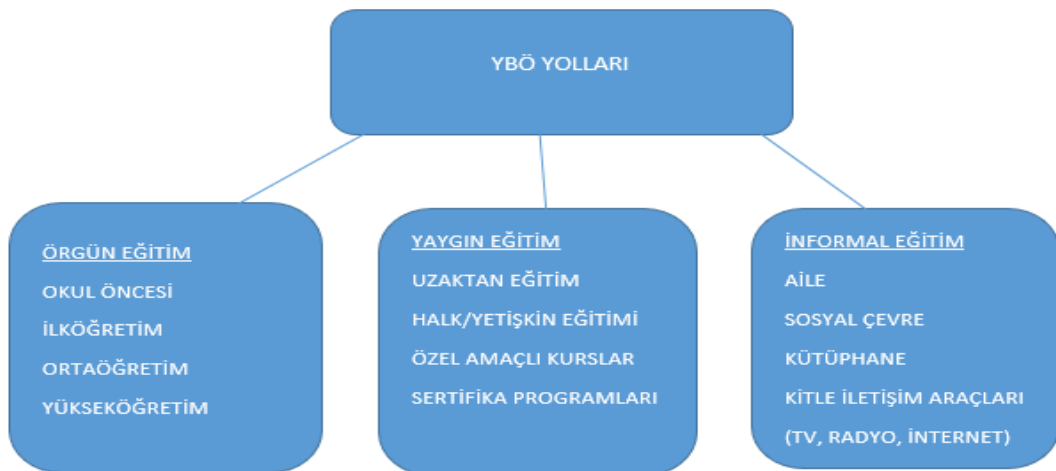 YBÖ YOLLARI
ÖRGÜN EĞİTİM
OKUL ÖNCESİ
İLKÖĞRETİM
ORTAÖĞRETİM
YÜKSEKÖĞRETİM
YAYGIN EĞİTİM
UZAKTAN EĞİTİM
HALK/YETİŞKİN EĞİTİMİ
ÖZEL AMAÇLI KURSLAR
SERTİFİKA PROGRAMLARI
İNFORMAL EĞİTİM
AİLE
SOSYAL ÇEVRE
KÜTÜPHANE
KİTLE İLETİŞİM ARAÇLARI
(TV, RADYO, İNTERNET)